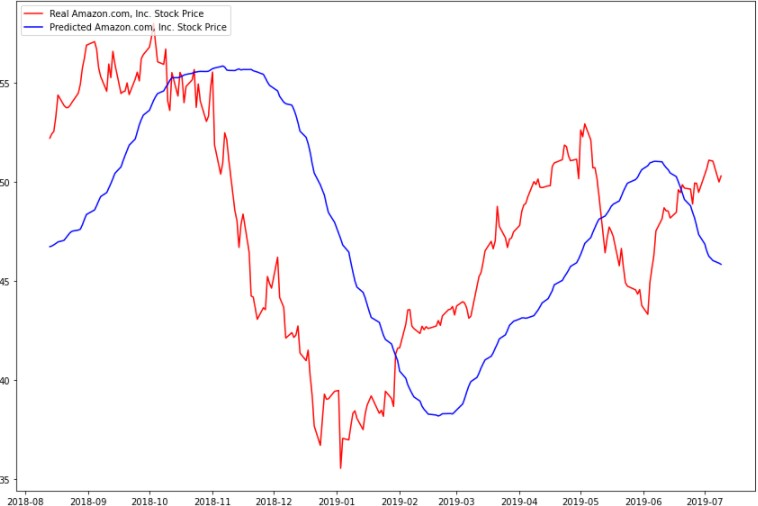 Real Amazon.com, Inc. Stock Price
Predicted Amazon.com, Inc. Stock Price
55
50
45
40
35
2018-08 2018-09 2018-10 2018-11 2018-12 2019-01 2019-02 2019-03 2019-04 2019-05 2019-06 2019-07